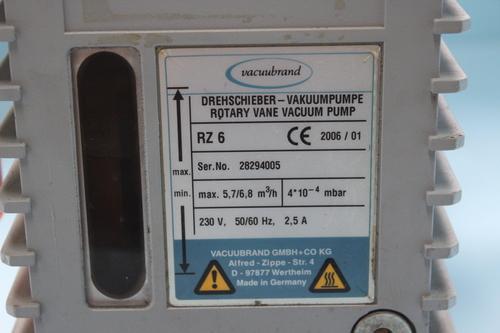 vacuubrand
DREHSCHIEBER - VAKUUMPUMPE
ROTARY VANE VACUUM PUMP
RZ 6 CE 2006 / 01
Ser.No. 28294005
max.
min.
max. 5,7/6,8 m³/h 4*10⁻⁴ mbar
230 V, 50/60 Hz, 2,5 A
VACUUBRAND GMBH+CO KG
Alfred - Zippe - Str. 4
D - 97877 Wertheim
Made in Germany